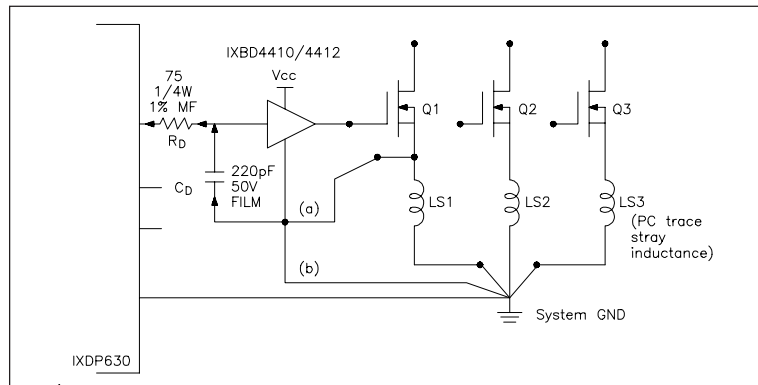 IXBD4410/4412
75
1/4W
1% MF
RD
Vcc
Q1
Q2
Q3
CD
220pF
50V
FILM
(a)
(b)
LS1
LS2
LS3
(PC trace
stray
inductance)
System GND
IXDP630